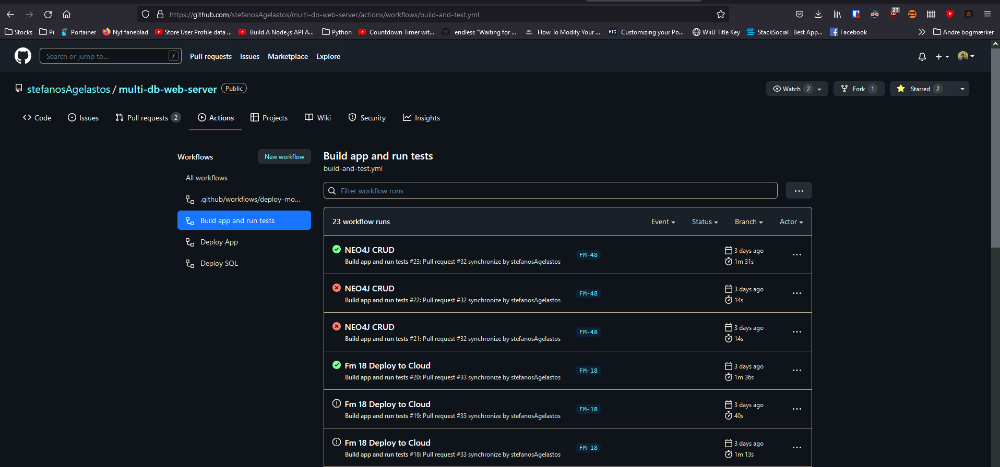 https://github.com/stefanosAgelastos/multi-db-web-server/actions/workflows/build-and-test.yml
27
Stocks Pi Portainer Nyt faneblad Store User Profile data ... Build A Node.js API A... Python Countdown Timer wit... endless "Waiting for ... How To Modify Your ... HTG Customizing your Po... WiiU Title Key StackSocial | Best App... Facebook Andre bogmærker
Search or jump to... / Pull requests Issues Marketplace Explore
stefanosAgelastos / multi-db-web-server Public Watch 2 Fork 1 Starred 2
Code Issues Pull requests 2 Actions Projects Wiki Security Insights
Workflows New workflow
All workflows
.github/workflows/deploy-mo...
Build app and run tests
Deploy App
Deploy SQL
Build app and run tests
build-and-test.yml
Filter workflow runs ...
23 workflow runs Event Status Branch Actor
NEO4J CRUD
Build app and run tests #23: Pull request #32 synchronize by stefanosAgelastos
FM-48
3 days ago
1m 31s
NEO4J CRUD
Build app and run tests #22: Pull request #32 synchronize by stefanosAgelastos
FM-48
3 days ago
14s
NEO4J CRUD
Build app and run tests #21: Pull request #32 synchronize by stefanosAgelastos
FM-48
3 days ago
14s
Fm 18 Deploy to Cloud
Build app and run tests #20: Pull request #33 synchronize by stefanosAgelastos
FM-18
3 days ago
1m 36s
Fm 18 Deploy to Cloud
Build app and run tests #19: Pull request #33 synchronize by stefanosAgelastos
FM-18
3 days ago
40s
Fm 18 Deploy to Cloud
Build app and run tests #18: Pull request #33 synchronize by stefanosAgelastos
FM-18
3 days ago
1m 13s